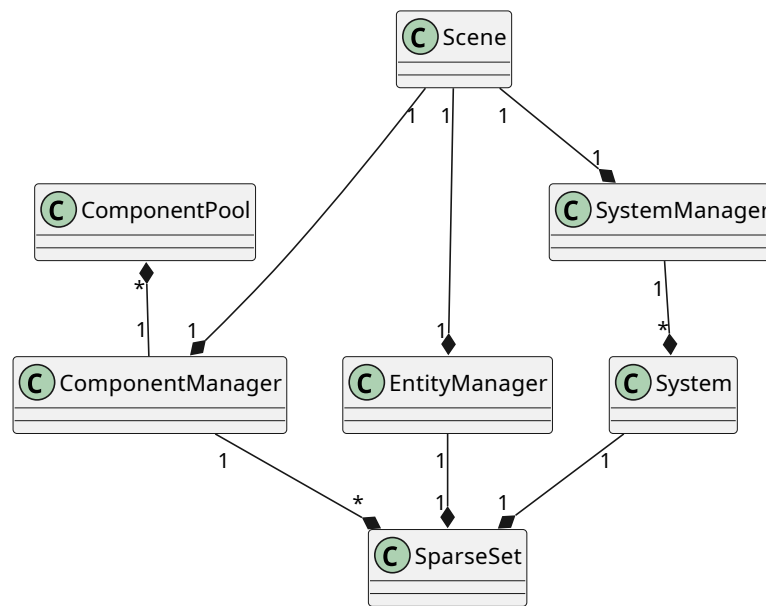 C Scene
1 1 1
1
C ComponentPool
C SystemManager
*
1
1
1 1
*
C ComponentManager
C EntityManager
C System
1 1 1
* 1 1
C SparseSet